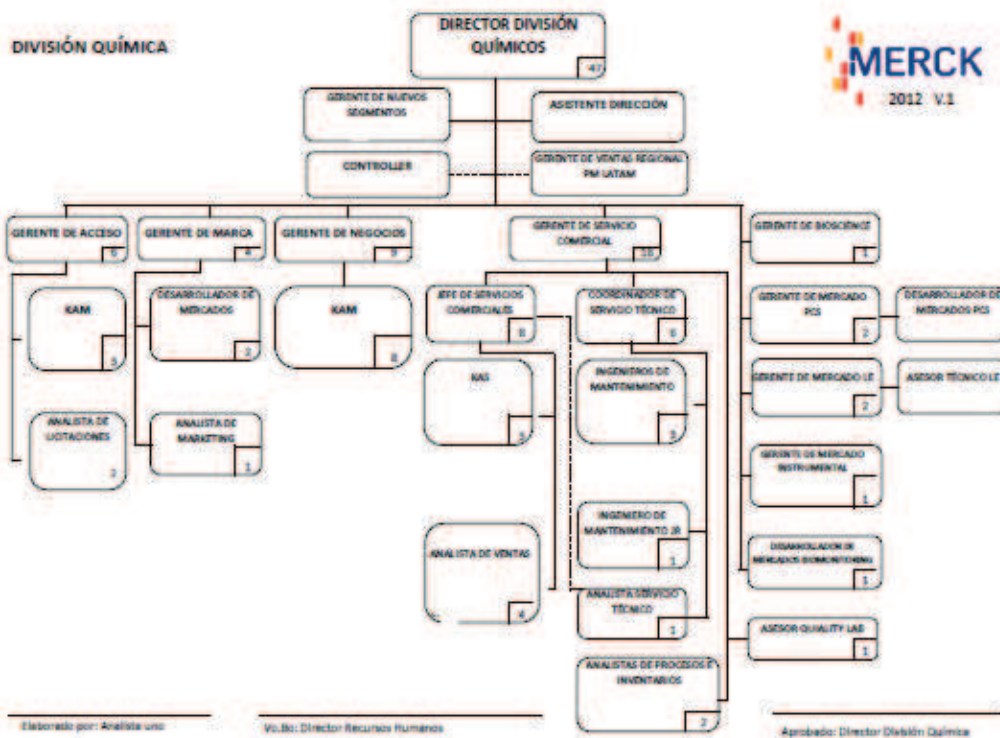 DIVISIÓN QUÍMICA
DIRECTOR DIVISIÓN
QUÍMICOS
47
MERCK
2012 V.1
GERENTE DE NUEVOS
SEGMENTOS
ASISTENTE DIRECCIÓN
CONTROLLER
GERENTE DE VENTAS REGIONAL
PM LATAM
GERENTE DE ACCESO
6
GERENTE DE MARCA
4
GERENTE DE NEGOCIOS
9
GERENTE DE SERVICIO
COMERCIAL
GERENTE DE BIOSCIENCE
1
KAM
3
DESARROLLADOR DE
MERCADOS
2
KAM
8
JEFE DE SERVICIOS
COMERCIALES
8
COORDINADOR DE
SERVICIO TÉCNICO
6
GERENTE DE MERCADO
PCS
2
DESARROLLADOR DE
MERCADOS PCS
KAS
3
INGENIEROS DE
MANTENIMIENTO
3
GERENTE DE MERCADO LE
2
ASESOR TÉCNICO LE
ANALISTA DE
LICITACIONES
2
ANALISTA DE
MARKETING
1
GERENTE DE MERCADO
INSTRUMENTAL
1
ANALISTA DE VENTAS
4
INGENIERO DE
MANTENIMIENTO JR
1
DESARROLLADOR DE
MERCADOS BIOMONITORING
1
ANALISTA SERVICIO
TÉCNICO
1
ASESOR QUIALITY LAB
1
ANALISTAS DE PROCESOS E
INVENTARIOS
2
Elaborado por: Analista uno
Vo.Bo: Director Recursos Humanos
Aprobado: Director División Química